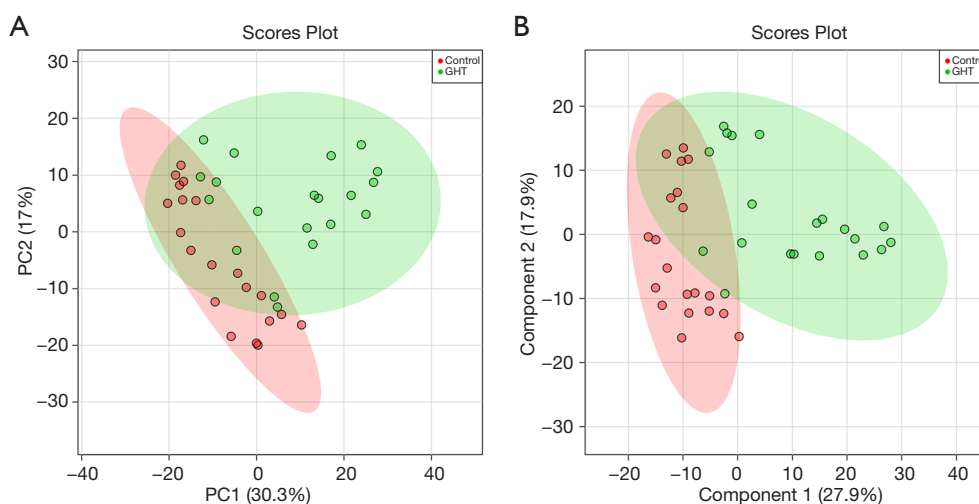 A
Scores Plot
Control
GHT
PC2 (17%)
30
20
10
0
−10
−20
−30
−40
−20
0
20
40
PC1 (30.3%)
B
Scores Plot
Contro
GHT
Component 2 (17.9%)
20
10
0
−10
−20
−30
−20
−10
0
10
20
30
40
Component 1 (27.9%)